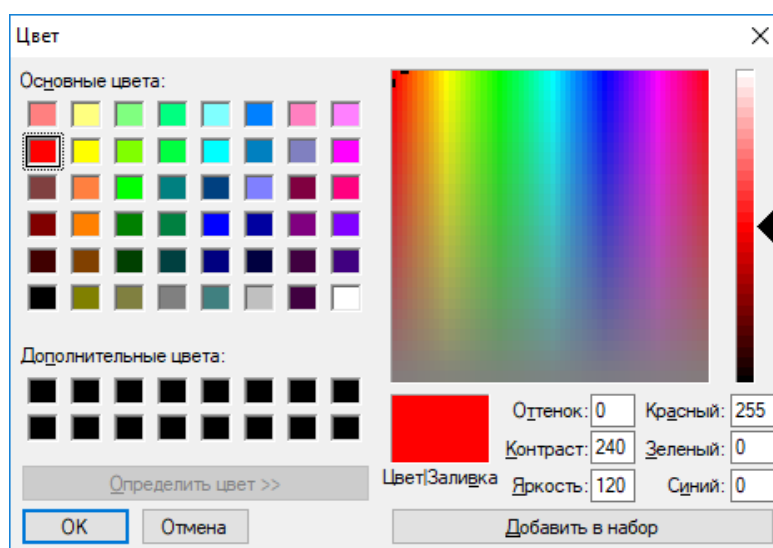 Цвет
Основные цвета:
Дополнительные цвета:
Определить цвет >>
OK
Отмена
Цвет|Заливка
Оттенок: 0
Контраст: 240
Яркость: 120
Красный: 255
Зеленый: 0
Синий: 0
Добавить в набор